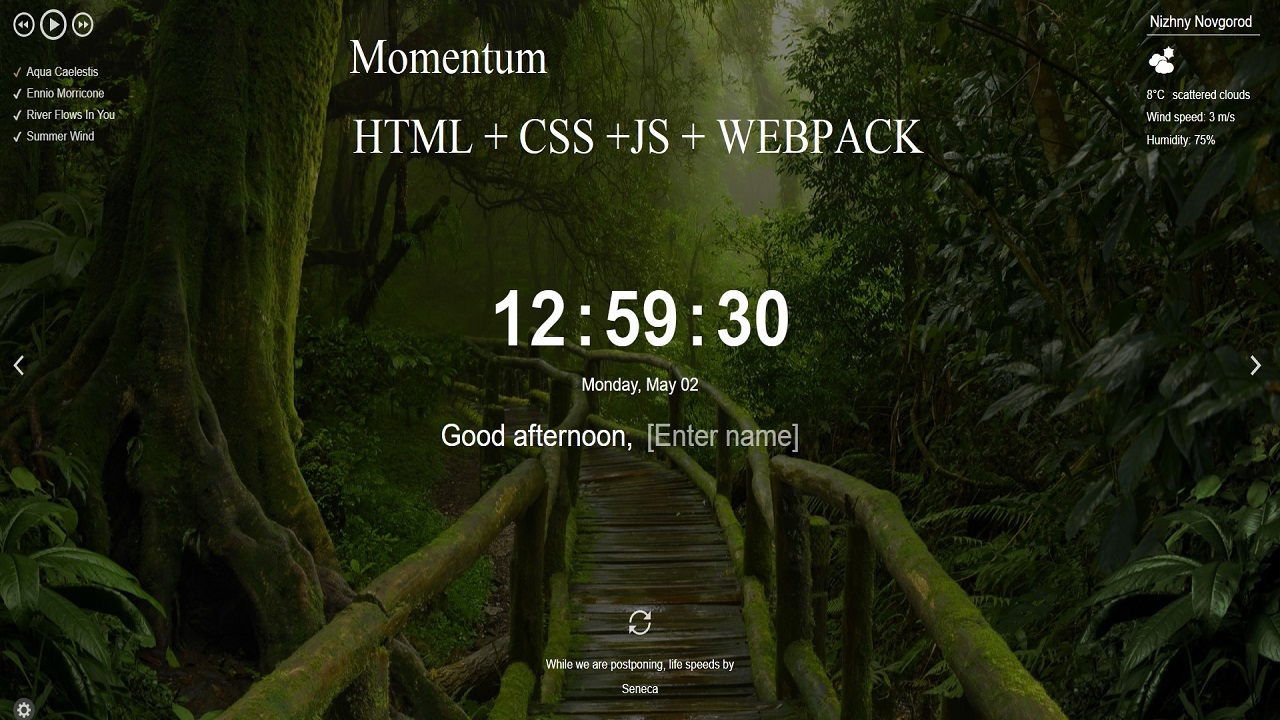 Momentum
HTML + CSS +JS + WEBPACK
Aqua Caelestis
Ennio Morricone
River Flows In You
Summer Wind
Nizhny Novgorod
8°C scattered clouds
Wind speed: 3 m/s
Humidity: 75%
12:59:30
Monday, May 02
Good afternoon, [Enter name]
While we are postponing, life speeds by
Seneca